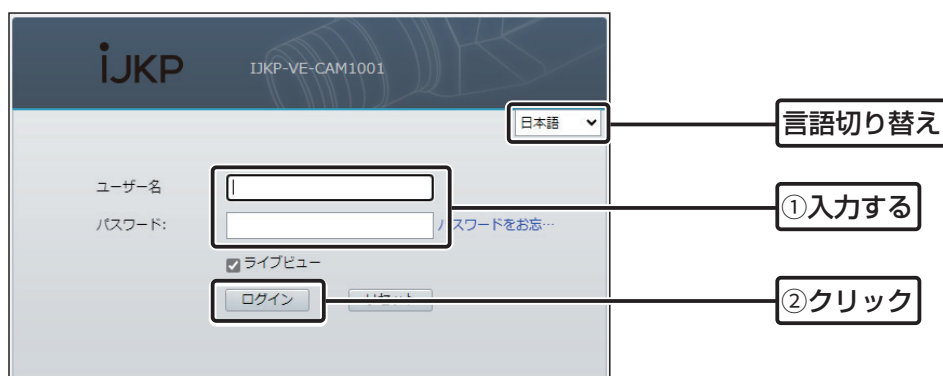 iJKP
IJKP-VE-CAM1001
日本語
言語切り替え
ユーザー名
①入力する
パスワード:
パスワードをお忘…
ライブビュー
ログイン
②クリック